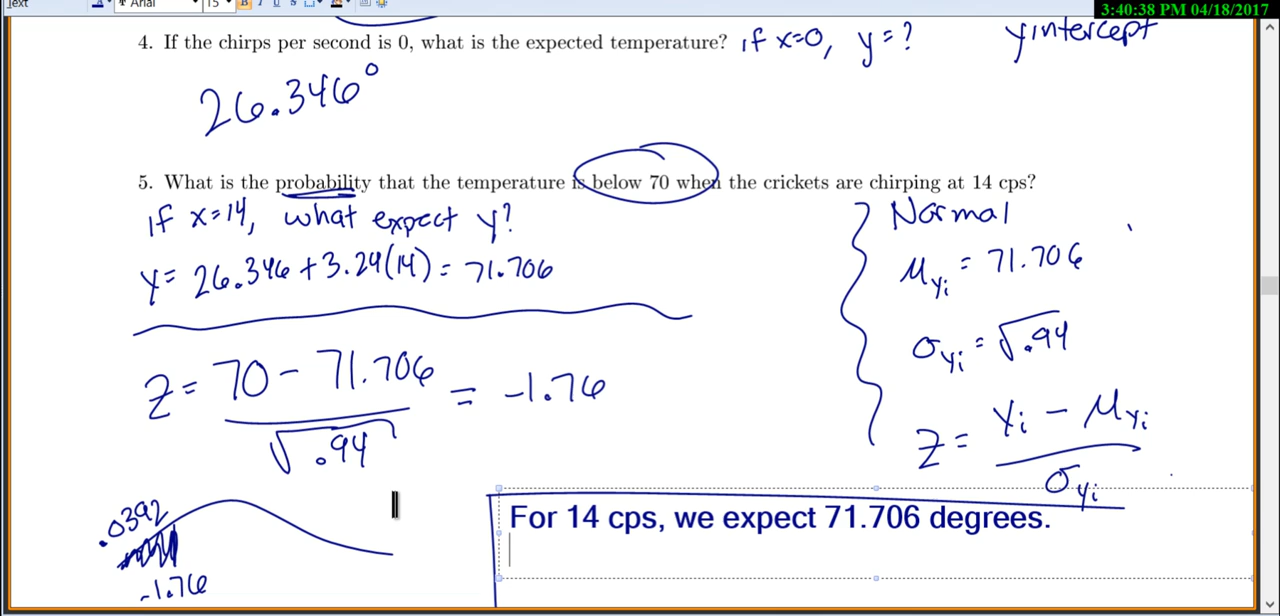 Text
Arial
15
B
I
U
S
3:40:38 PM 04/18/2017
4. If the chirps per second is 0, what is the expected temperature? if x=0, y=? yintercept
26.346°
5. What is the probability that the temperature is below 70 when the crickets are chirping at 14 cps?
if x=14, what expect y?
y= 26.346+3.24(14)= 71.706
Z= 70 - 71.706 / √.94 = -1.76
.0392
-1.76
Normal
μyi = 71.706
σyi = √.94
Z= Yi - μyi / σyi
For 14 cps, we expect 71.706 degrees.